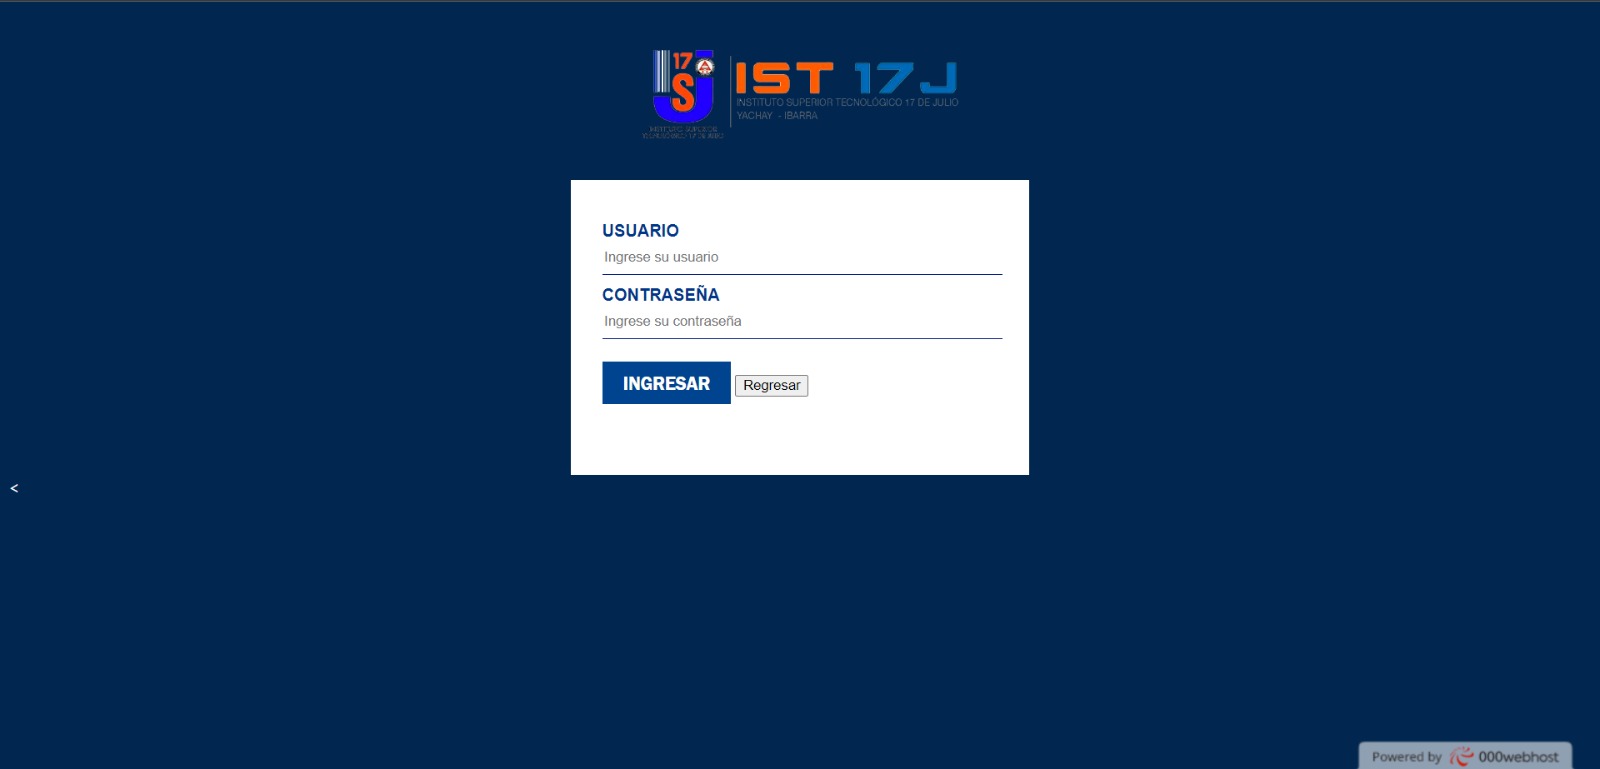 17
S
IST 17J
INSTITUTO SUPERIOR TECNOLÓGICO 17 DE JULIO
YACHAY - IBARRA
INSTITUTO SUPERIOR
TECNOLÓGICO 17 DE JULIO
USUARIO
Ingrese su usuario
CONTRASEÑA
Ingrese su contraseña
INGRESAR Regresar
<
Powered by 000webhost